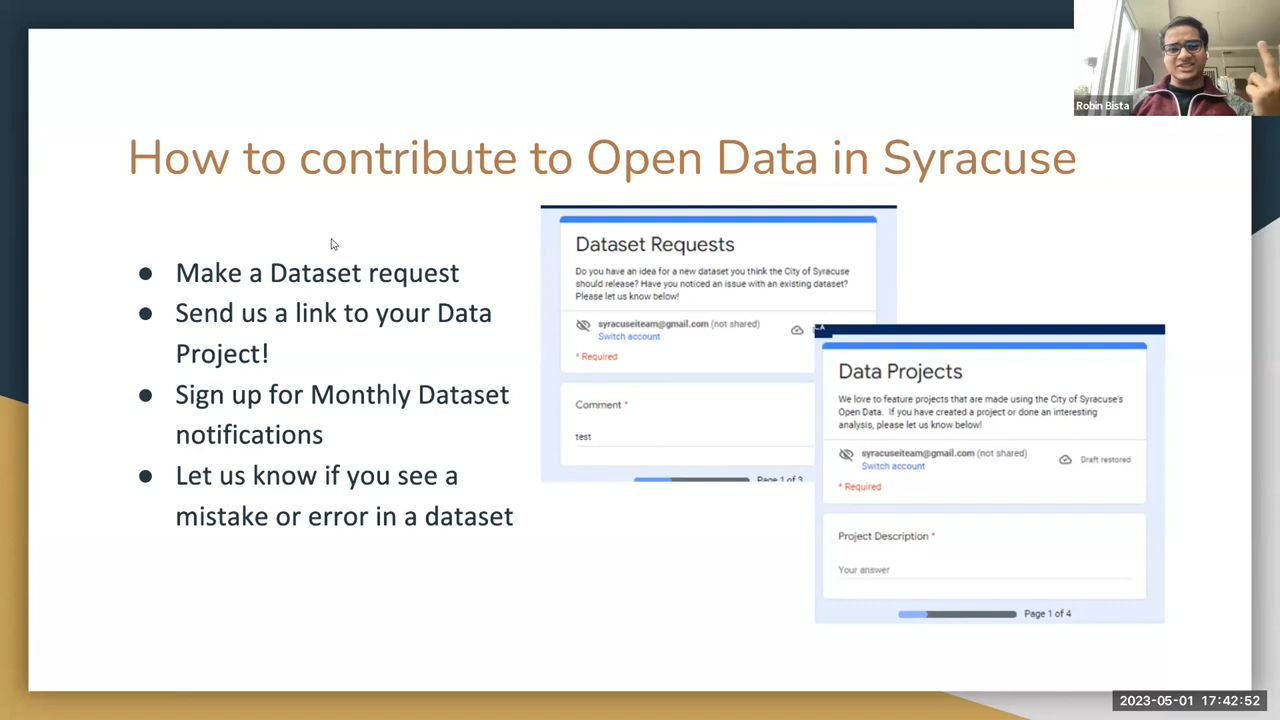 Robin Bista
How to contribute to Open Data in Syracuse
● Make a Dataset request
● Send us a link to your Data
Project!
● Sign up for Monthly Dataset
notifications
● Let us know if you see a
mistake or error in a dataset
Dataset Requests
Do you have an idea for a new dataset you think the City of Syracuse
should release? Have you noticed an issue with an existing dataset?
Please let us know below!
syracuseiteam@gmail.com (not shared)
Switch account
* Required
Comment *
test
Page 1 of 3
Data Projects
We love to feature projects that are made using the City of Syracuse's
Open Data. If you have created a project or done an interesting
analysis, please let us know below!
syracuseiteam@gmail.com (not shared)
Draft restored
Switch account
* Required
Project Description *
Your answer
Page 1 of 4
2023-05-01 17:42:52